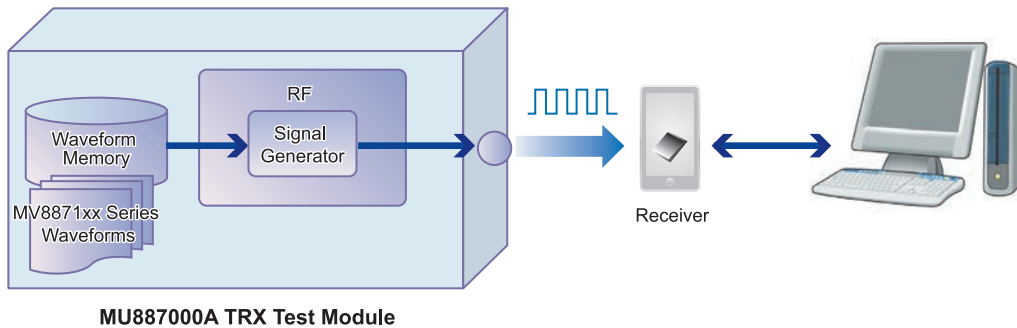 RF
Waveform
Memory
Signal
Generator
MV8871xx Series
Waveforms
Receiver
MU887000A TRX Test Module